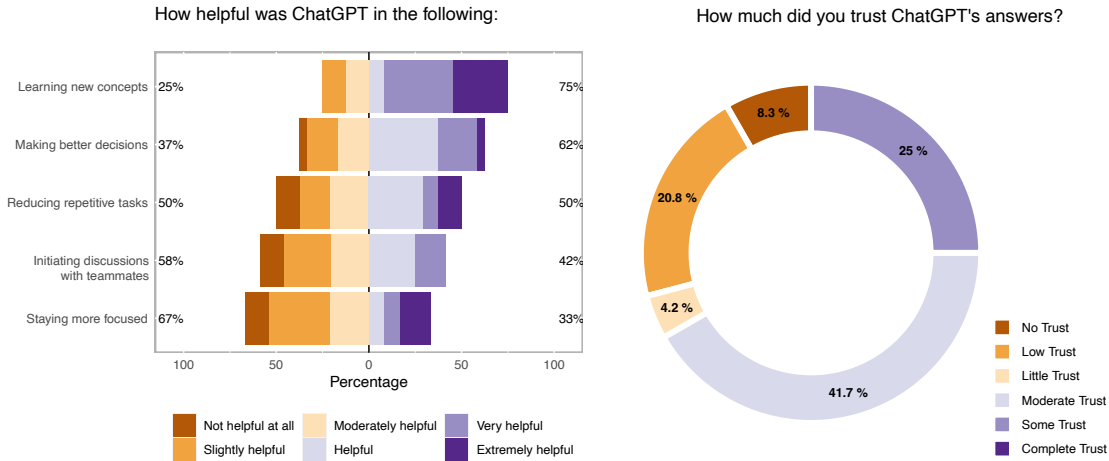 How helpful was ChatGPT in the following:
Learning new concepts 25% 75%
Making better decisions 37% 62%
Reducing repetitive tasks 50% 50%
Initiating discussions
with teammates 58% 42%
Staying more focused 67% 33%
100 50 0 50 100
Percentage
Not helpful at all Moderately helpful Very helpful
Slightly helpful Helpful Extremely helpful
How much did you trust ChatGPT's answers?
8.3 %
25 %
20.8 %
4.2 %
41.7 %
No Trust
Low Trust
Little Trust
Moderate Trust
Some Trust
Complete Trust